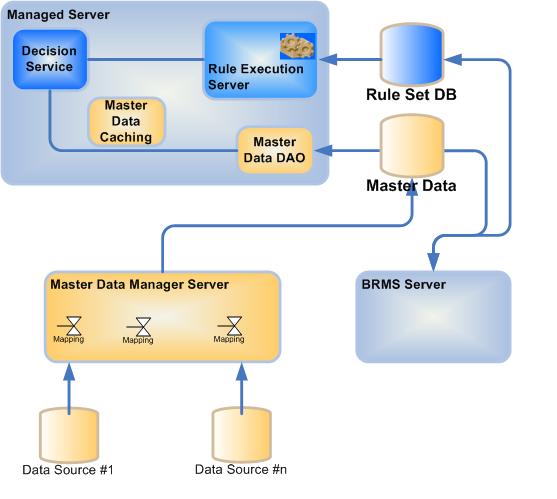 Managed Server
Decision
Service
Rule Execution
Server
Rule Set DB
Master
Data
Caching
Master
Data DAO
Master Data
Master Data Manager Server
BRMS Server
Mapping
Mapping
Mapping
Data Source #1
Data Source #n